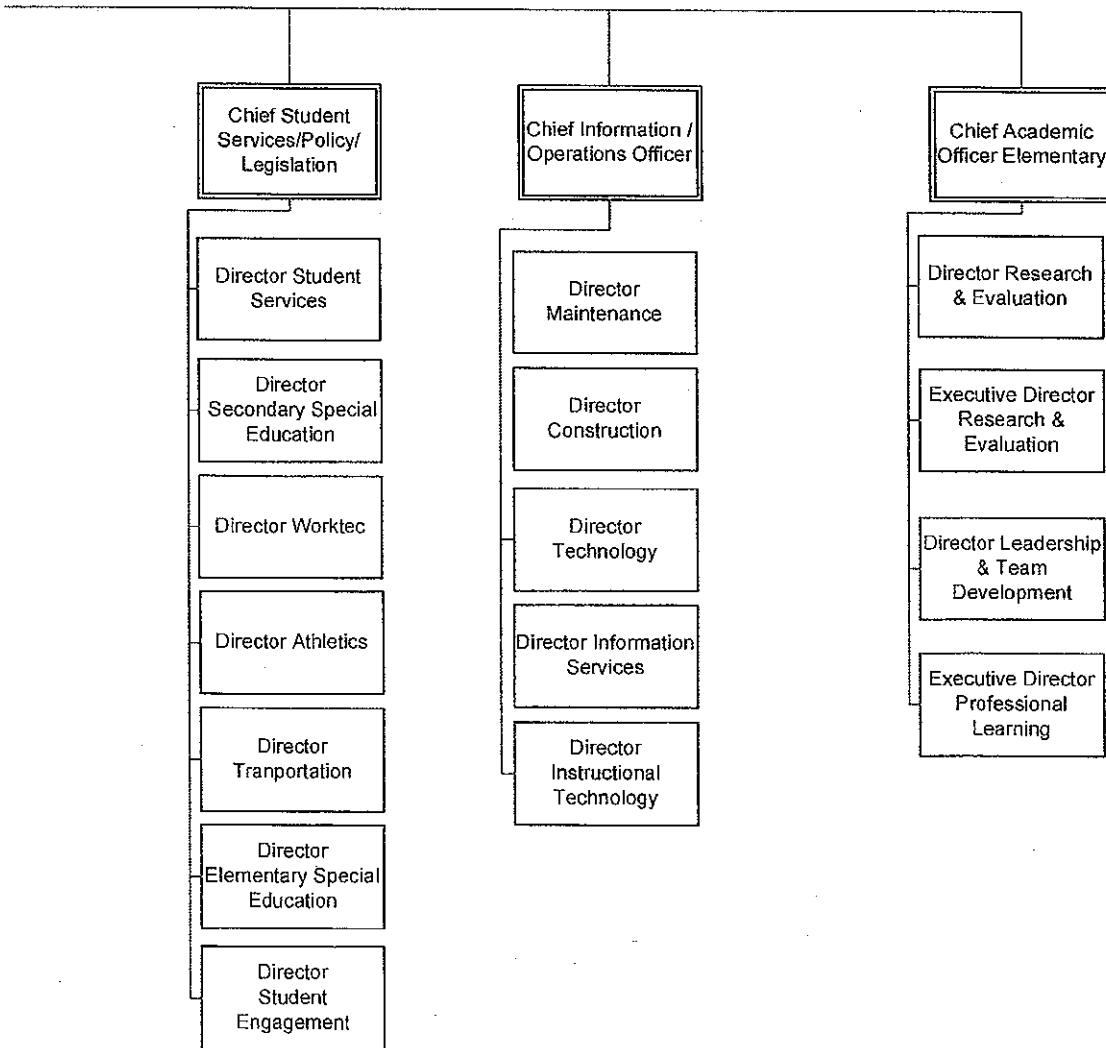 Chief Student
Services/Policy/
Legislation
Director Student
Services
Director
Secondary Special
Education
Director Worktec
Director Athletics
Director
Tranportation
Director
Elementary Special
Education
Director
Student
Engagement
Chief Information /
Operations Officer
Director
Maintenance
Director
Construction
Director
Technology
Director Information
Services
Director
Instructional
Technology
Chief Academic
Officer Elementary
Director Research
& Evaluation
Executive Director
Research &
Evaluation
Director Leadership
& Team
Development
Executive Director
Professional
Learning